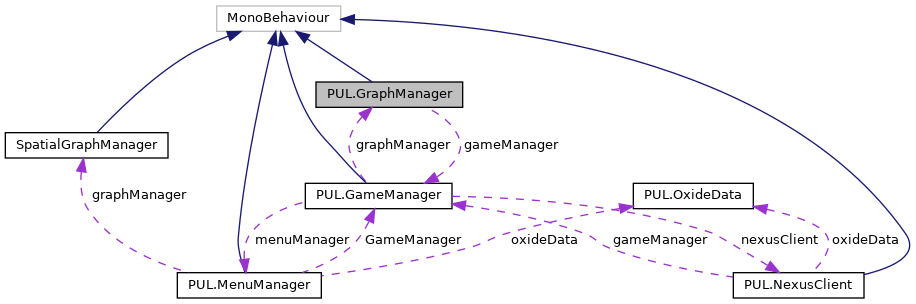 MonoBehaviour
PUL.GraphManager
SpatialGraphManager
graphManager
gameManager
graphManager
PUL.GameManager
PUL.OxideData
menuManager
GameManager
oxideData
gameManager
nexusClient
oxideData
PUL.MenuManager
PUL.NexusClient